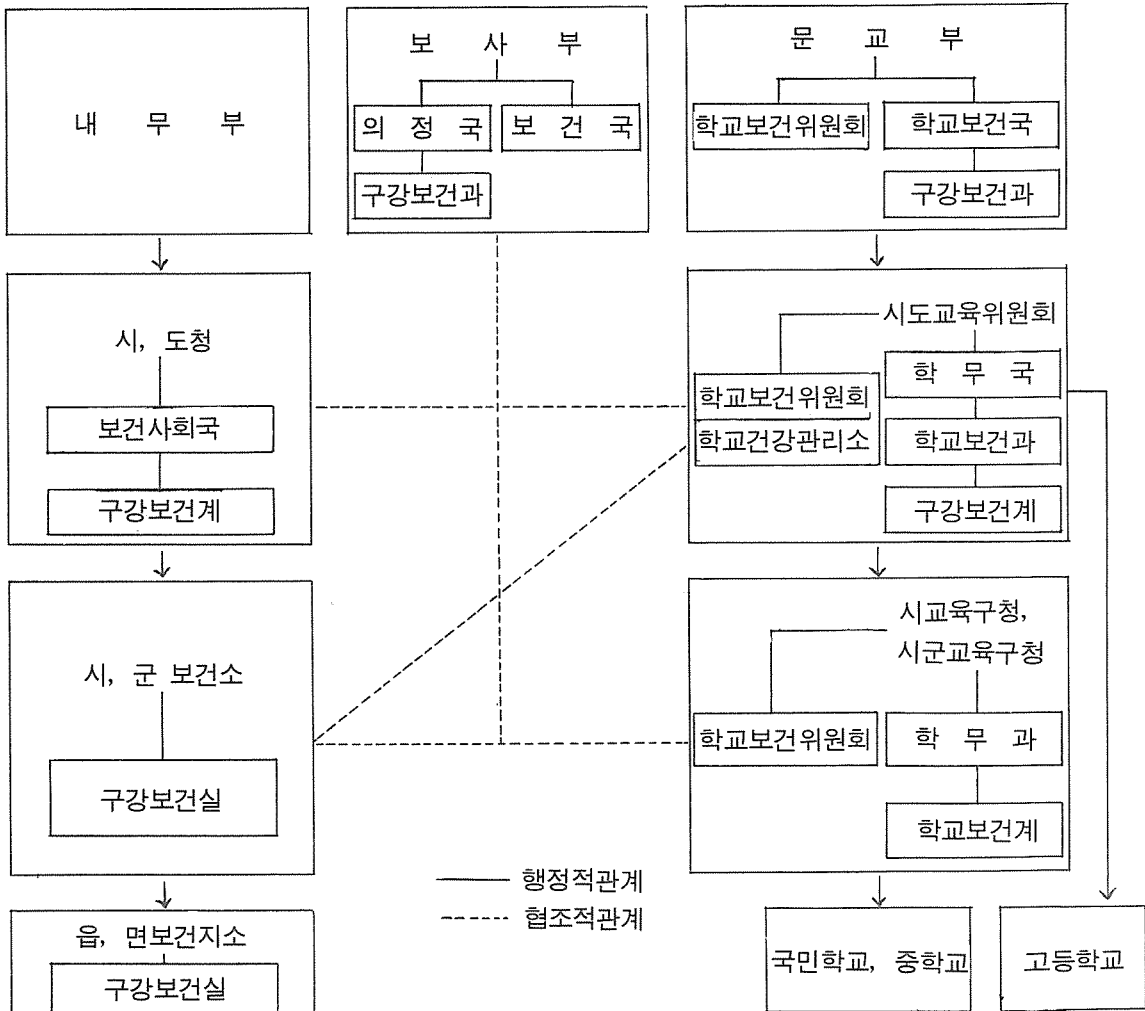 내 무 부
보 사 부
의 정 국
보 건 국
구강보건과
문 교 부
학교보건위원회
학교보건국
구강보건과
시, 도청
보건사회국
구강보건계
시도교육위원회
학 무 국
학교보건위원회
학교건강관리소
학교보건과
구강보건계
시, 군 보건소
구강보건실
시교육구청,
시군교육구청
학교보건위원회
학 무 과
학교보건계
행정적관계
협조적관계
읍, 면보건지소
구강보건실
국민학교, 중학교
고등학교